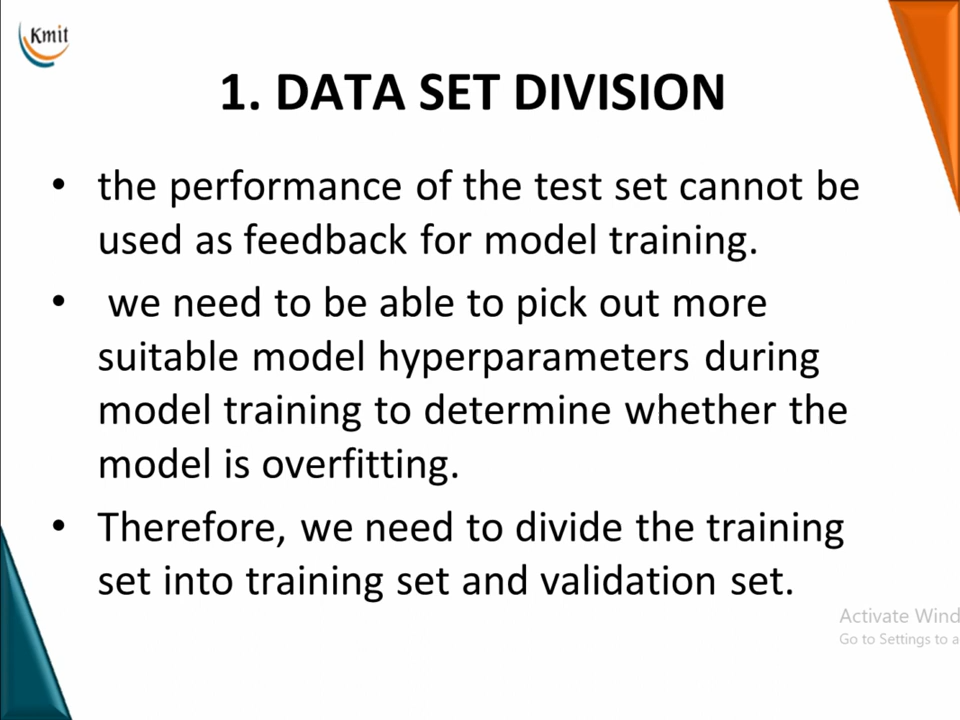 Kmit
1. DATA SET DIVISION
• the performance of the test set cannot be
used as feedback for model training.
• we need to be able to pick out more
suitable model hyperparameters during
model training to determine whether the
model is overfitting.
• Therefore, we need to divide the training
set into training set and validation set.
Activate Wind
Go to Settings to a